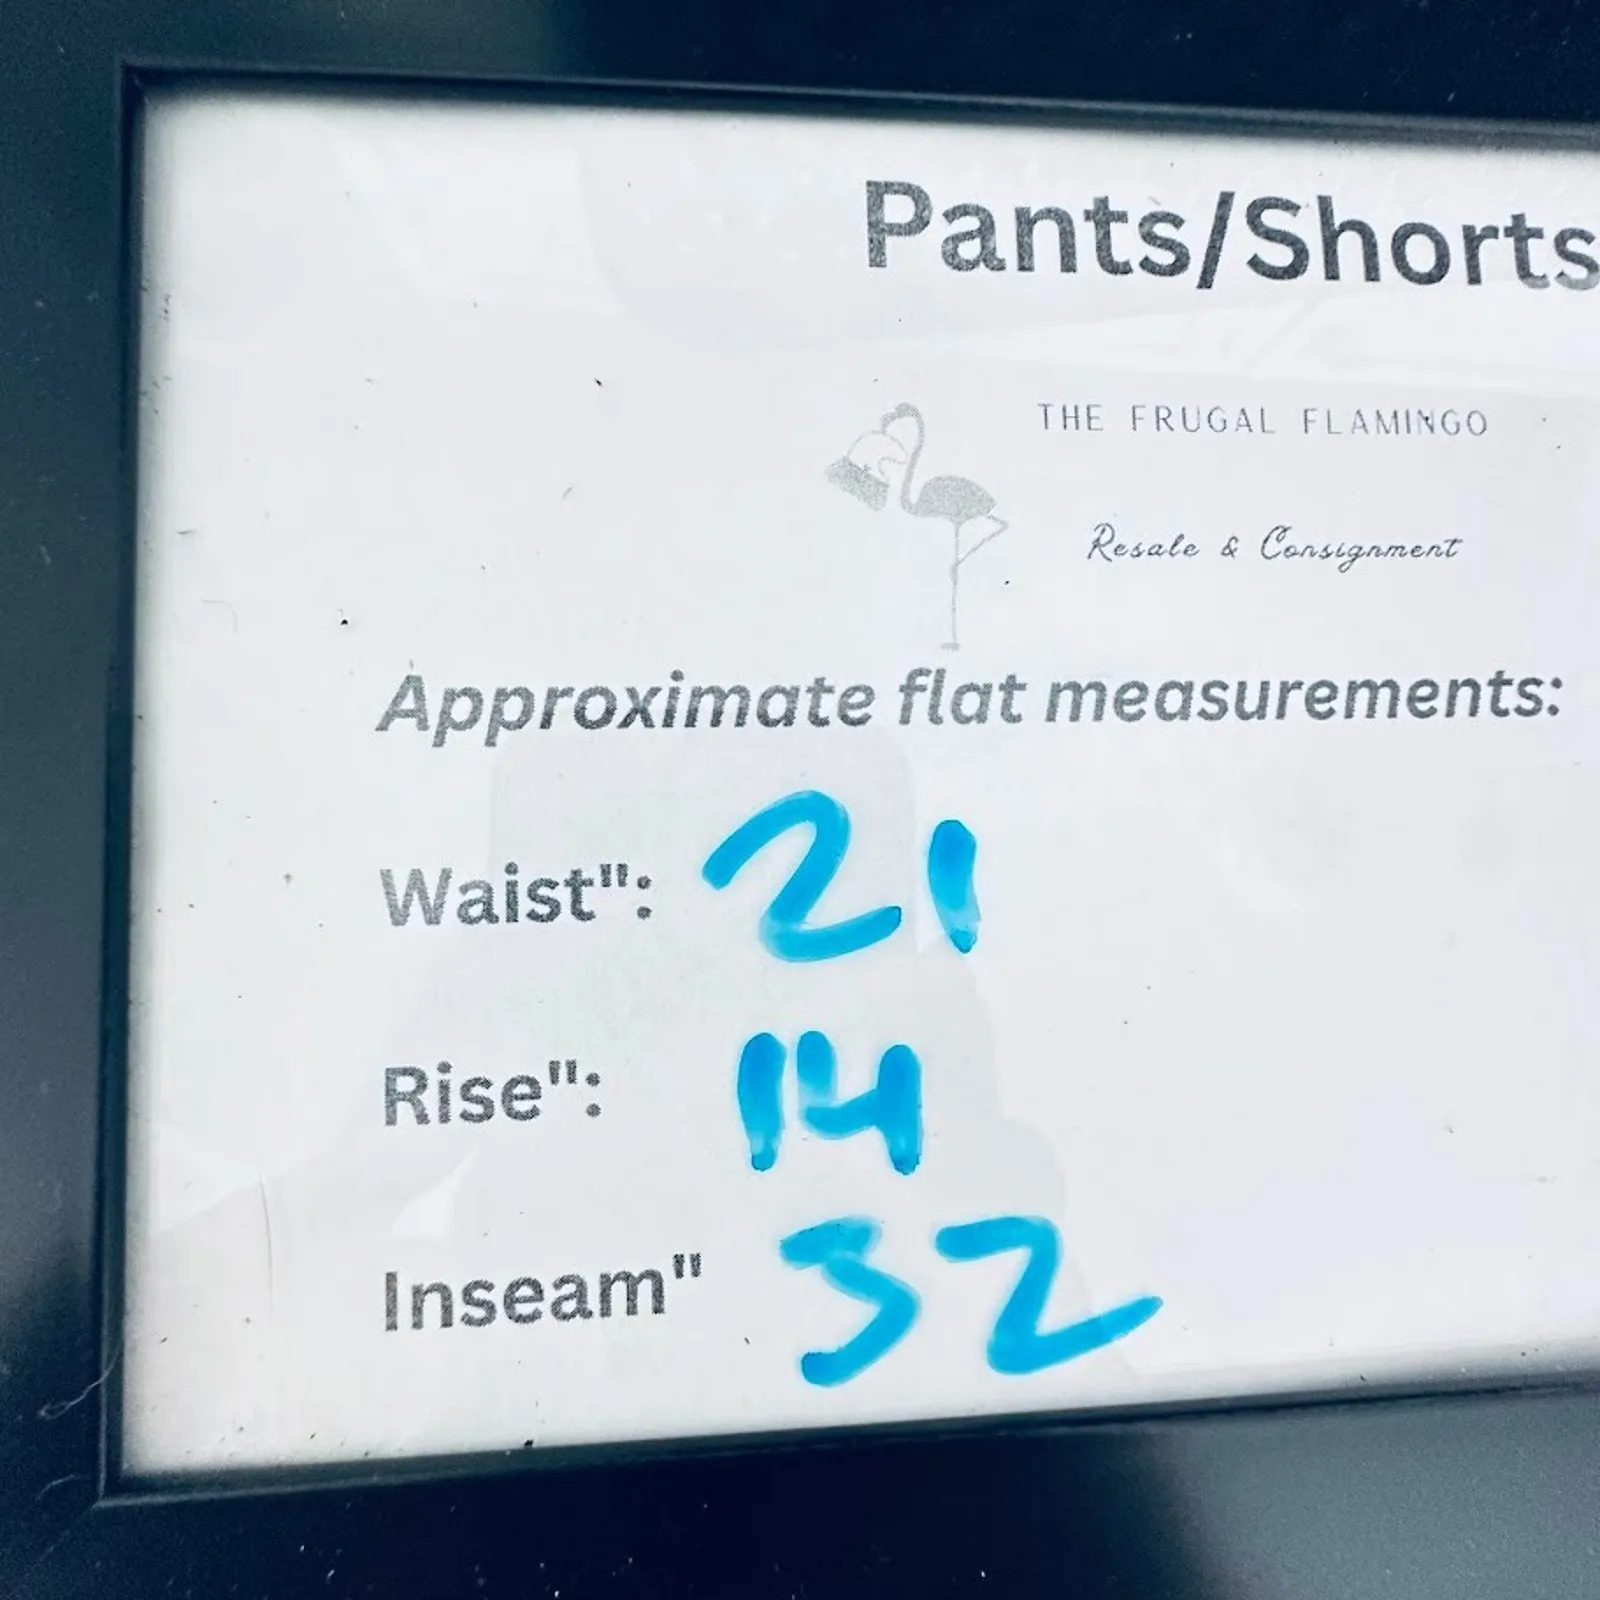 Pants/Shorts
THE FRUGAL FLAMINGO
Resale & Consignment
Approximate flat measurements:
Waist": 21
Rise": 14
Inseam" 32